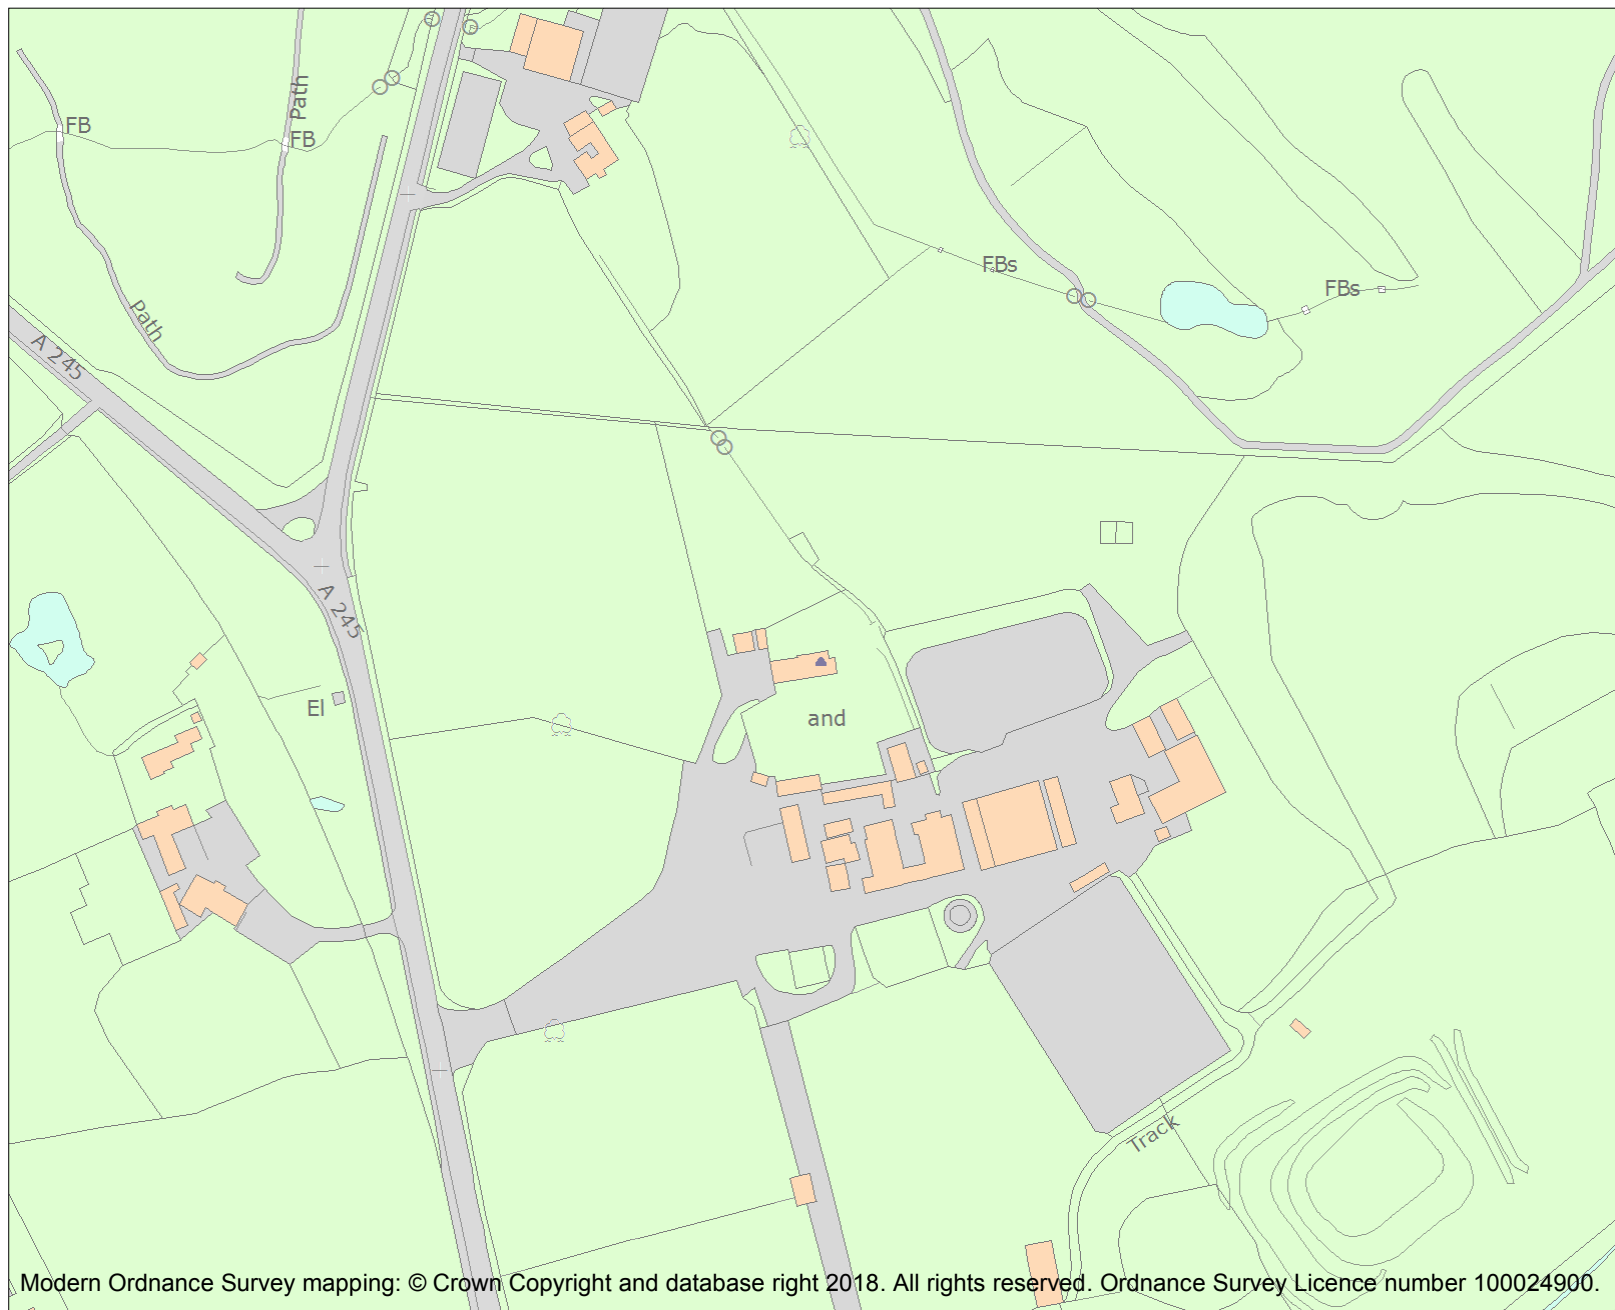 Path
FB
FB
FBs
FBs
Path
A 245
A 245
El
and
Track
Modern Ordnance Survey mapping: © Crown Copyright and database right 2018. All rights reserved. Ordnance Survey Licence number 100024900.